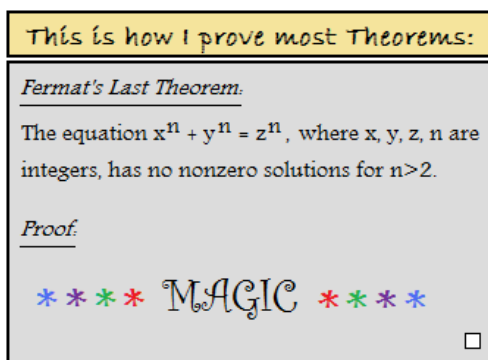 This is how I prove most Theorems:
Fermat's Last Theorem:
The equation xⁿ + yⁿ = zⁿ, where x, y, z, n are
integers, has no nonzero solutions for n>2.
Proof:
**** MAGIC ****